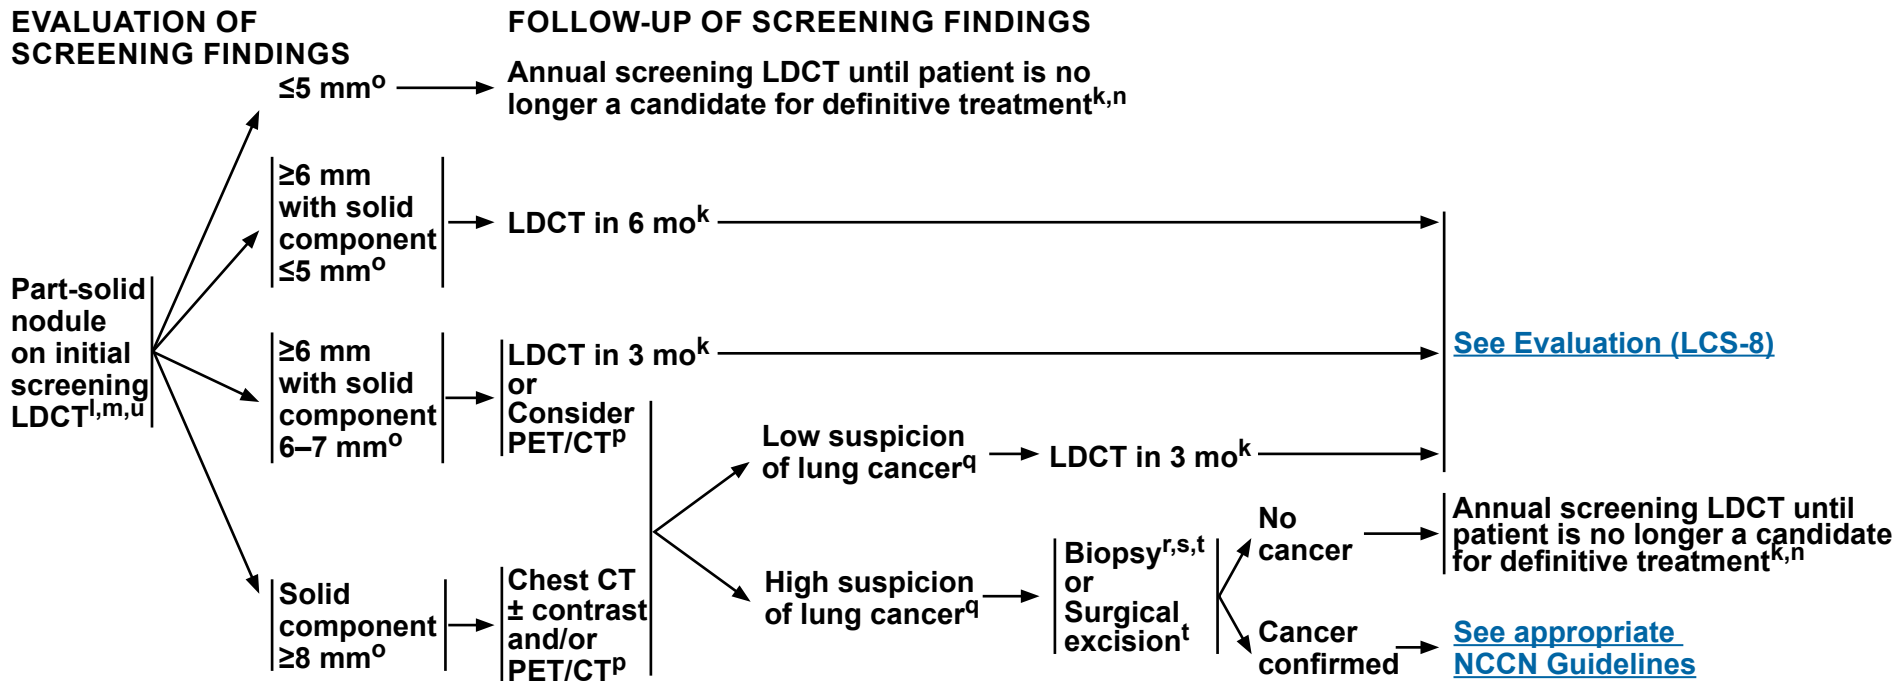 EVALUATION OF
SCREENING FINDINGS
FOLLOW-UP OF SCREENING FINDINGS
Part-solid
nodule
on initial
screening
LDCTl,m,u
≤5 mmo
Annual screening LDCT until patient is no
longer a candidate for definitive treatmentk,n
≥6 mm
with solid
component
≤5 mmo
LDCT in 6 mok
≥6 mm
with solid
component
6–7 mmo
LDCT in 3 mok
or
Consider
PET/CTp
Solid
component
≥8 mmo
Chest CT
± contrast
and/or
PET/CTp
Low suspicion
of lung cancerq
LDCT in 3 mok
See Evaluation (LCS-8)
High suspicion
of lung cancerq
Biopsyr,s,t
or
Surgical
excisiont
No
cancer
Annual screening LDCT until
patient is no longer a candidate
for definitive treatmentk,n
Cancer
confirmed
See appropriate
NCCN Guidelines